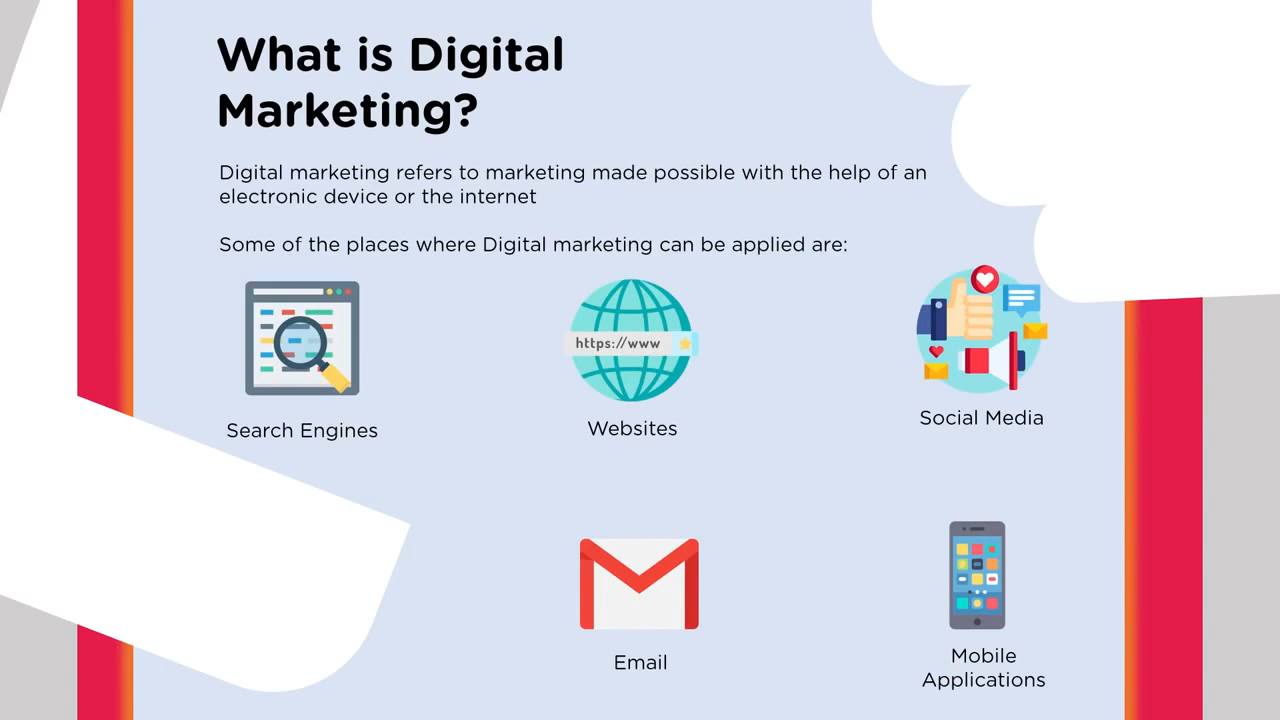 What is Digital
Marketing?
Digital marketing refers to marketing made possible with the help of an
electronic device or the internet
Some of the places where Digital marketing can be applied are:
https://www
Search Engines
Websites
Social Media
Email
Mobile
Applications